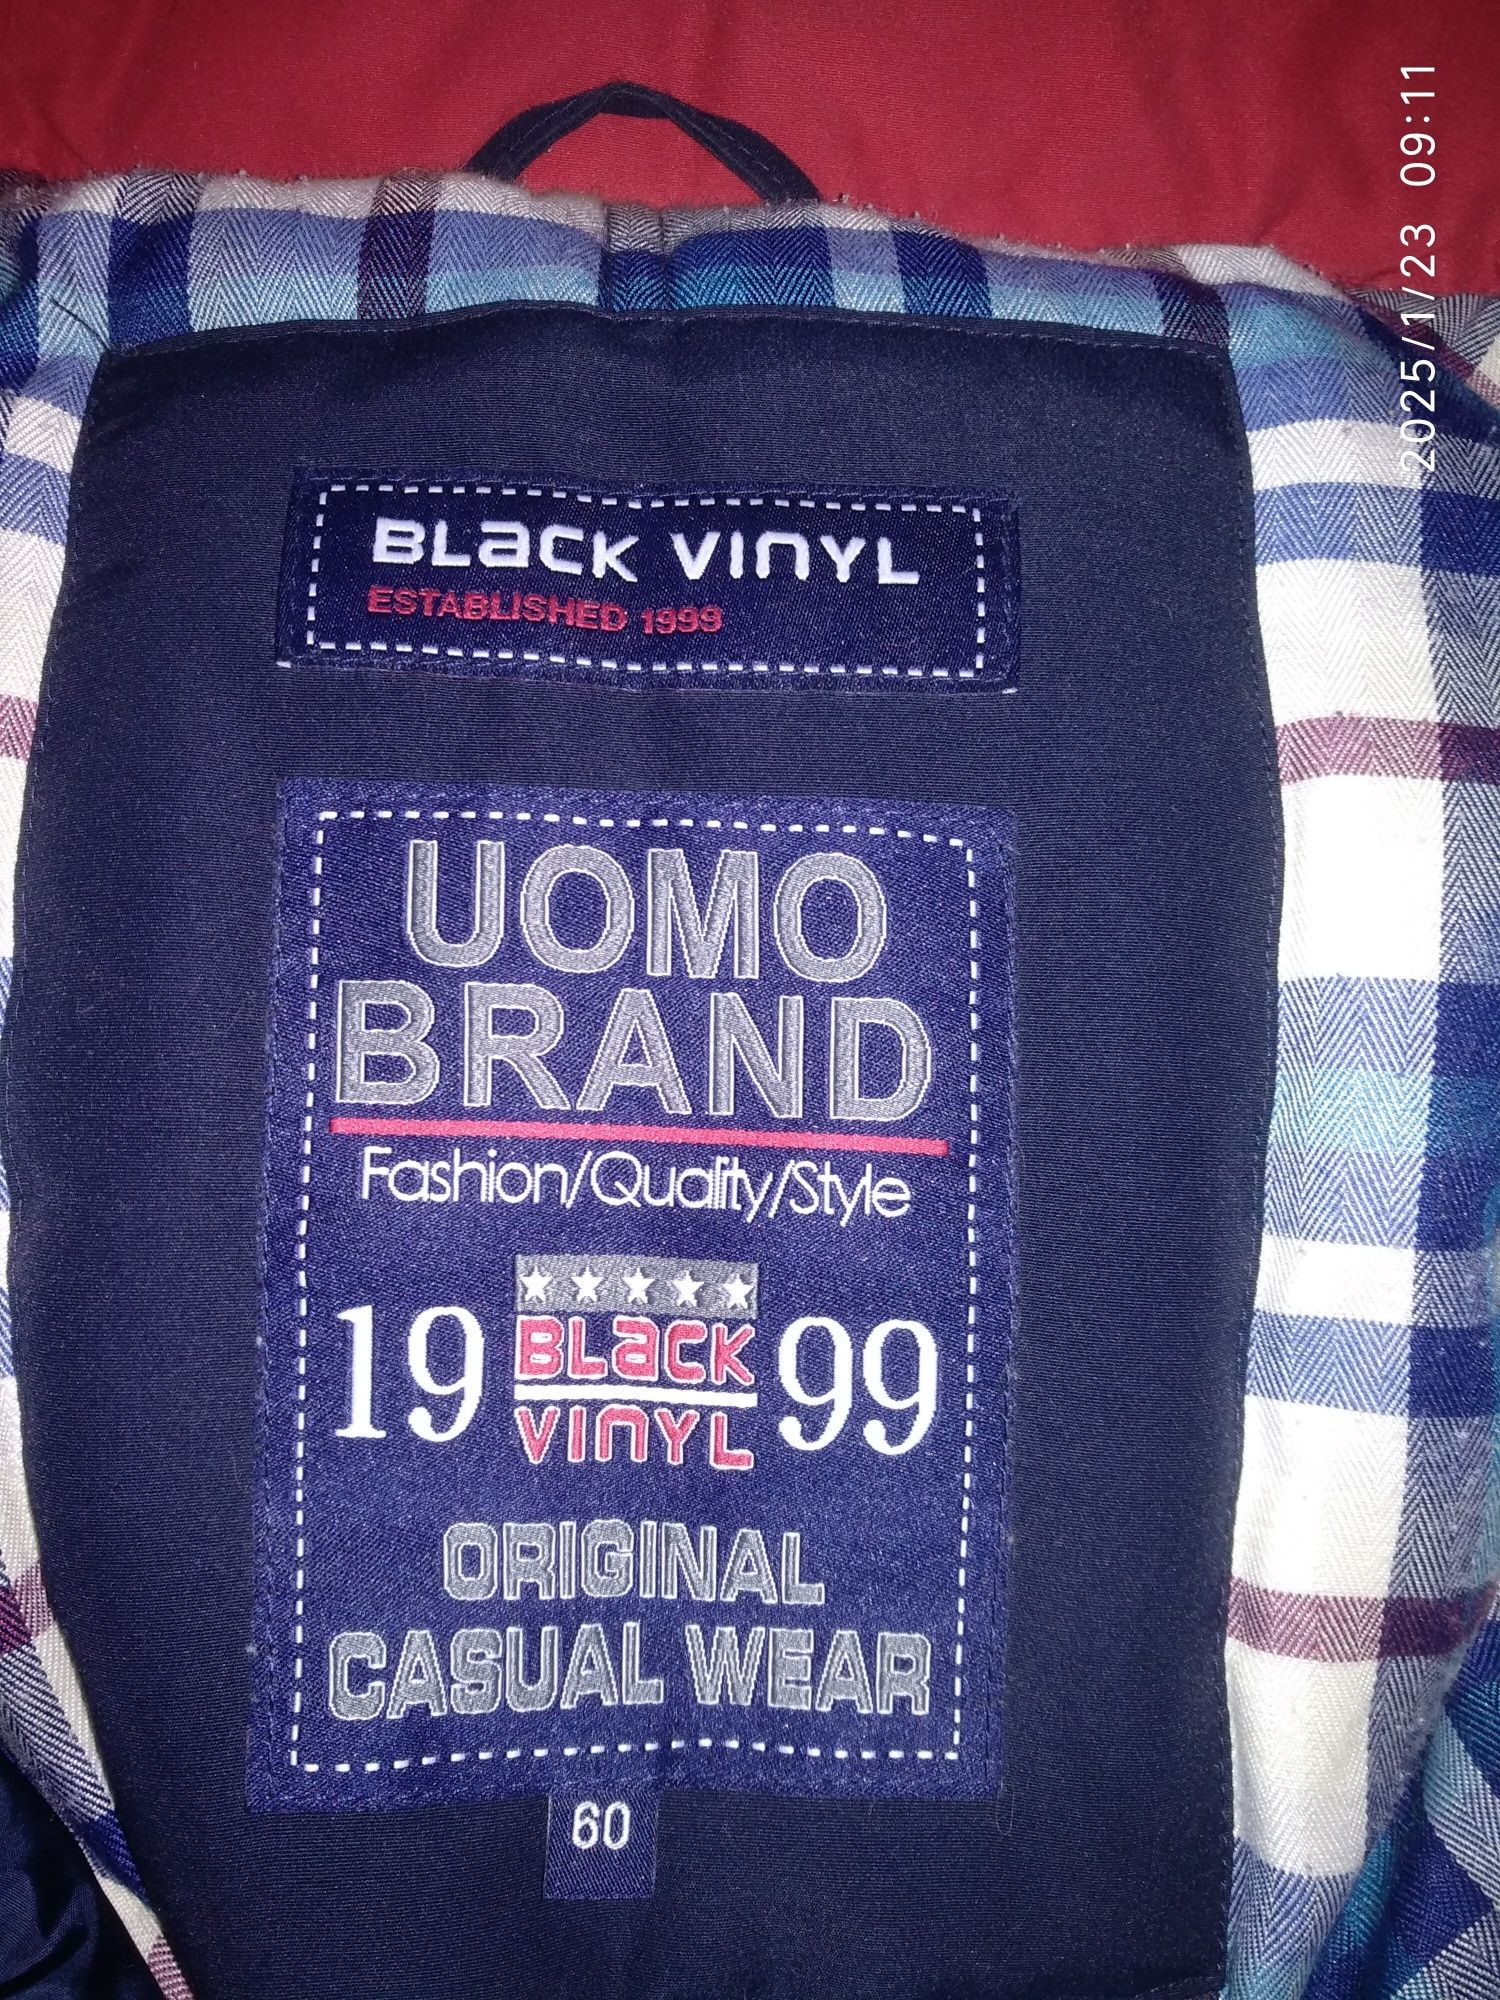 BLACK VINYL
ESTABLISHED 1999
UOMO
BRAND
Fashion/Quality/Style
19 BLACK 99
VINYL
ORIGINAL
CASUAL WEAR
60
2025/1/23 09:11